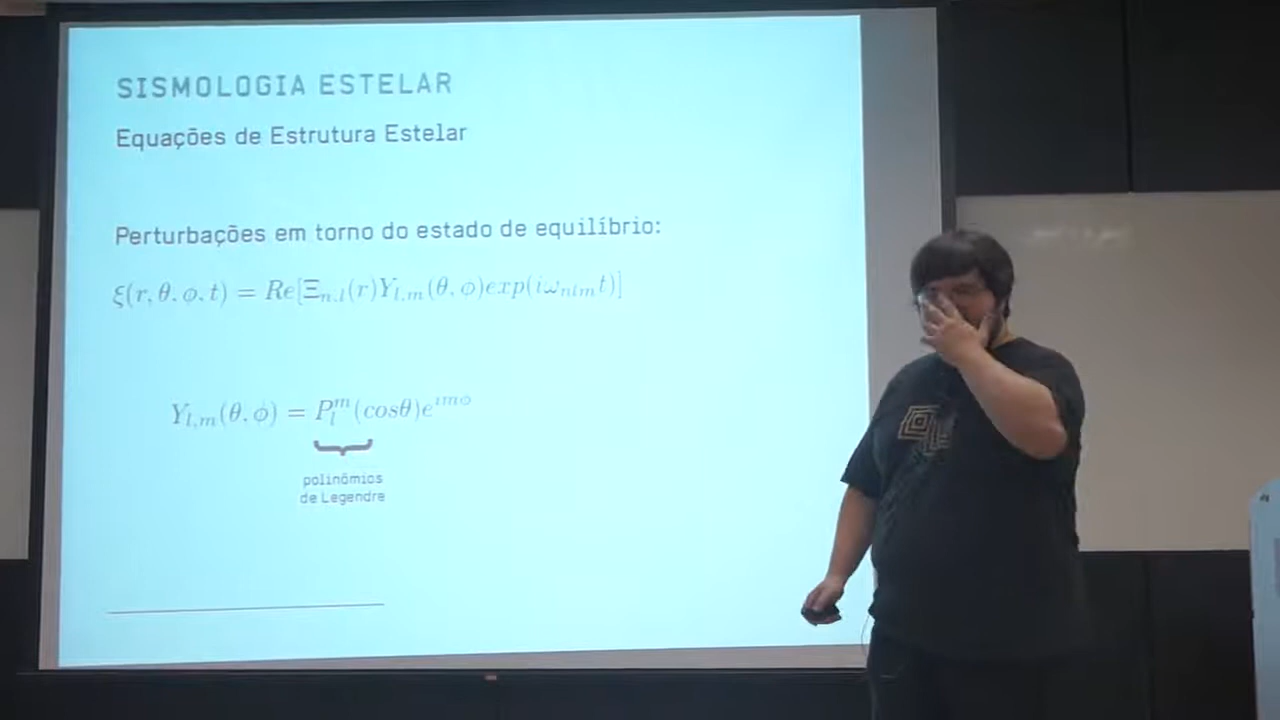 SISMOLOGIA ESTELAR
Equações de Estrutura Estelar
Perturbações em torno do estado de equilíbrio:
ξ(r, θ, φ, t) = Re[Ξₙ,ₗ(r)Yₗ,ₘ(θ, φ)exp(iωₙₗₘt)]
Yₗ,ₘ(θ, φ) = Pₗᵐ(cosθ)eⁱᵐᶲ
polinômios
de Legendre